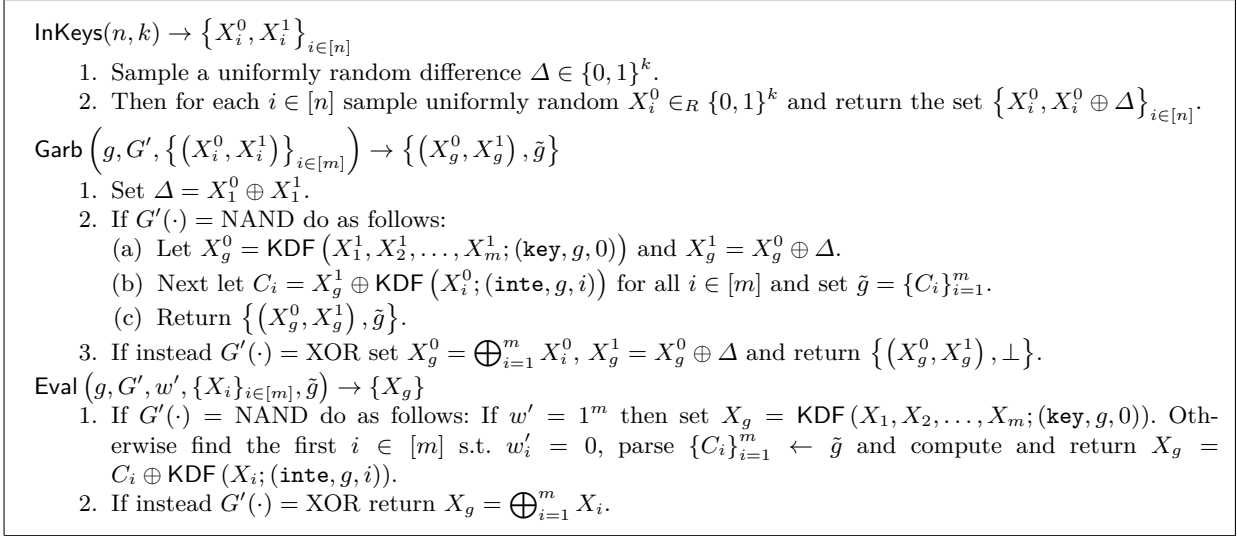 InKeys(n, k) → {X_i^0, X_i^1}_{i∈[n]}
1. Sample a uniformly random difference Δ ∈ {0, 1}^k.
2. Then for each i ∈ [n] sample uniformly random X_i^0 ∈_R {0, 1}^k and return the set {X_i^0, X_i^0 ⊕ Δ}_{i∈[n]}.
Garb (g, G′, {(X_i^0, X_i^1)}_{i∈[m]}) → {(X_g^0, X_g^1), g̃}
1. Set Δ = X_1^0 ⊕ X_1^1.
2. If G′(·) = NAND do as follows:
(a) Let X_g^0 = KDF (X_1^1, X_2^1, . . . , X_m^1; (key, g, 0)) and X_g^1 = X_g^0 ⊕ Δ.
(b) Next let C_i = X_g^1 ⊕ KDF (X_i^0; (inte, g, i)) for all i ∈ [m] and set g̃ = {C_i}_{i=1}^m.
(c) Return {(X_g^0, X_g^1), g̃}.
3. If instead G′(·) = XOR set X_g^0 = ⊕_{i=1}^m X_i^0, X_g^1 = X_g^0 ⊕ Δ and return {(X_g^0, X_g^1), ⊥}.
Eval (g, G′, w′, {X_i}_{i∈[m]}, g̃) → {X_g}
1. If G′(·) = NAND do as follows: If w′ = 1^m then set X_g = KDF (X_1, X_2, . . . , X_m; (key, g, 0)). Oth-
erwise find the first i ∈ [m] s.t. w′_i = 0, parse {C_i}_{i=1}^m ← g̃ and compute and return X_g =
C_i ⊕ KDF (X_i; (inte, g, i)).
2. If instead G′(·) = XOR return X_g = ⊕_{i=1}^m X_i.